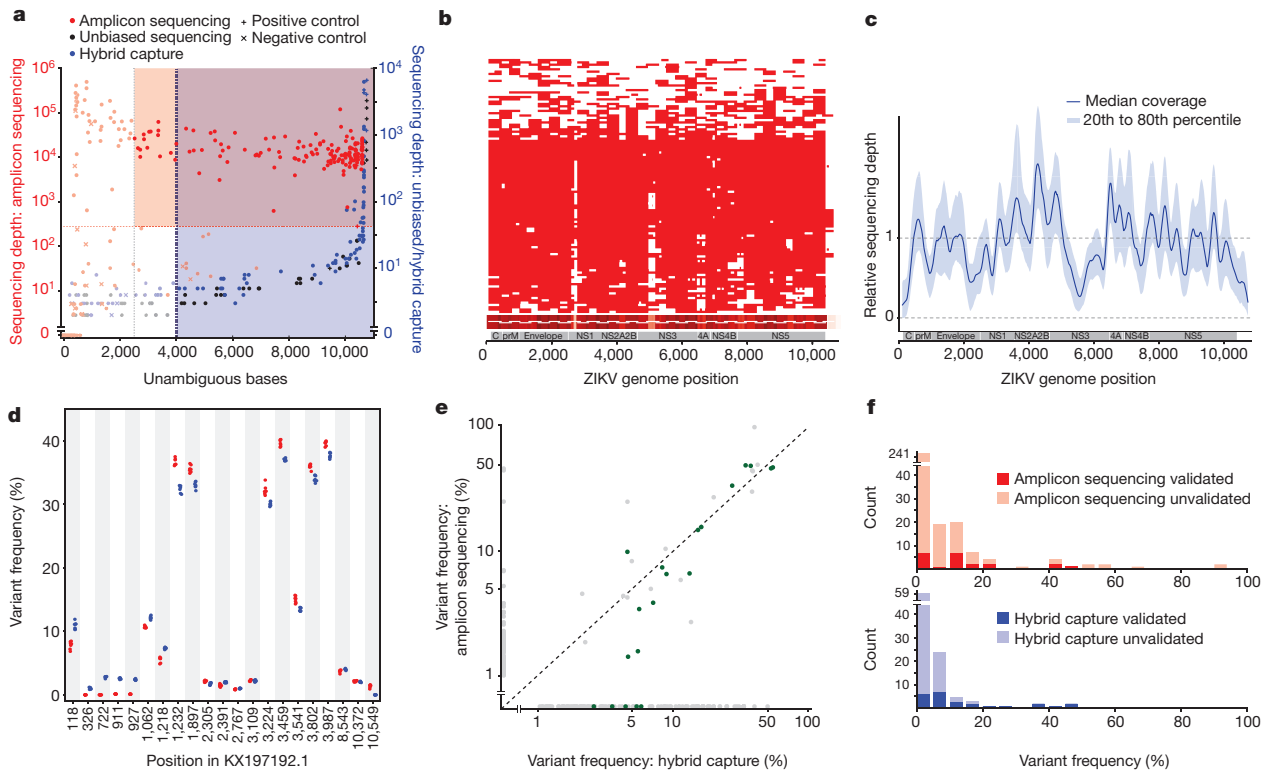 a
Amplicon sequencing
Positive control
Unbiased sequencing
Negative control
Hybrid capture
Sequencing depth: amplicon sequencing
10^6
10^5
10^4
10^3
10^2
10^1
0
Sequencing depth: unbiased/hybrid capture
10^4
10^3
10^2
10^1
0
0 2,000 4,000 6,000 8,000 10,000
Unambiguous bases
b
C prM Envelope NS1 NS2A2B NS3 4A NS4B NS5
0 2,000 4,000 6,000 8,000 10,000
ZIKV genome position
c
Median coverage
20th to 80th percentile
Relative sequencing depth
1
0
C prM Envelope NS1 NS2A2B NS3 4A NS4B NS5
0 2,000 4,000 6,000 8,000 10,000
ZIKV genome position
d
Variant frequency (%)
40
30
20
10
0
118 326 722 911 927 1,062 1,218 1,232 1,897 2,305 2,391 2,767 3,109 3,224 3,459 3,541 3,802 3,987 8,543 10,372 10,549
Position in KX197192.1
e
Variant frequency:
amplicon sequencing (%)
100
50
10
5
1
1 5 10 50 100
Variant frequency: hybrid capture (%)
f
Count
241
40
30
20
10
Amplicon sequencing validated
Amplicon sequencing unvalidated
0 20 40 60 80 100
Count
59
40
30
20
10
Hybrid capture validated
Hybrid capture unvalidated
0 20 40 60 80 100
Variant frequency (%)